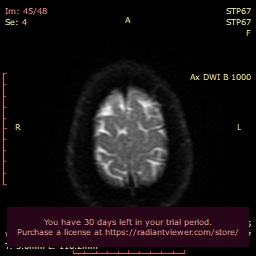 Im: 45/48
Se: 4
A
STP67
STP67
F
Ax DWI B 1000
R
L
You have 30 days left in your trial period.
Purchase a license at https://radiantviewer.com/store/